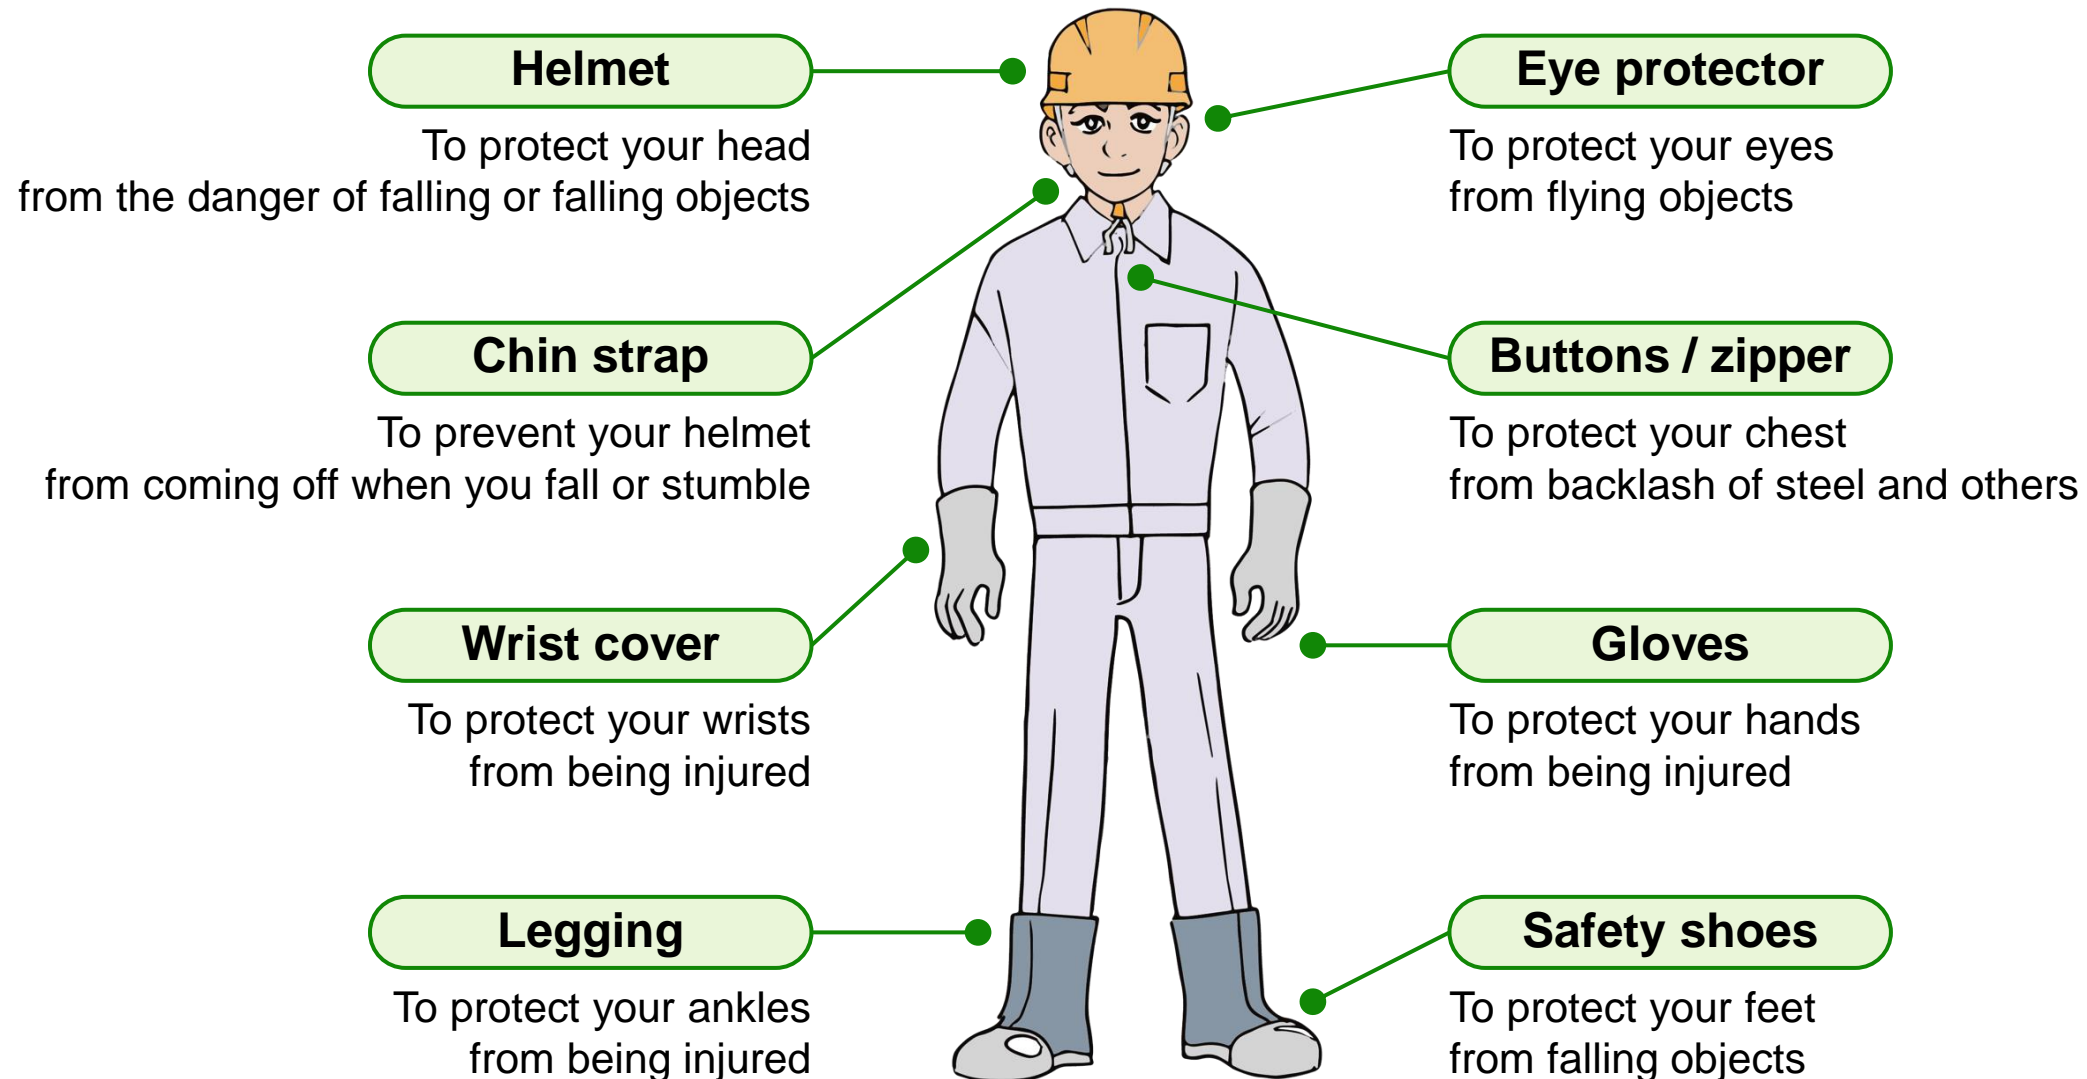 Helmet
To protect your head
from the danger of falling or falling objects
Eye protector
To protect your eyes
from flying objects
Chin strap
To prevent your helmet
from coming off when you fall or stumble
Buttons / zipper
To protect your chest
from backlash of steel and others
Wrist cover
To protect your wrists
from being injured
Gloves
To protect your hands
from being injured
Legging
To protect your ankles
from being injured
Safety shoes
To protect your feet
from falling objects